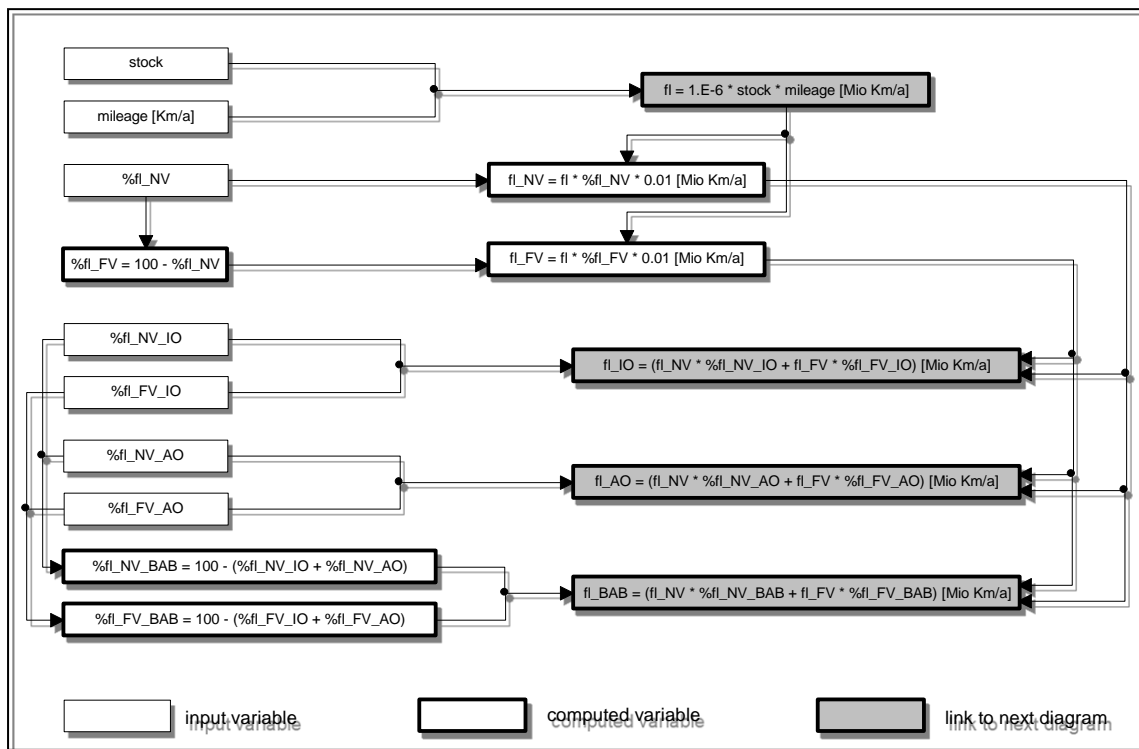 stock
fl = 1.E-6 * stock * mileage [Mio Km/a]
mileage [Km/a]
%fl_NV
fl_NV = fl * %fl_NV * 0.01 [Mio Km/a]
%fl_FV = 100 - %fl_NV
fl_FV = fl * %fl_FV * 0.01 [Mio Km/a]
%fl_NV_IO
fl_IO = (fl_NV * %fl_NV_IO + fl_FV * %fl_FV_IO) [Mio Km/a]
%fl_FV_IO
%fl_NV_AO
fl_AO = (fl_NV * %fl_NV_AO + fl_FV * %fl_FV_AO) [Mio Km/a]
%fl_FV_AO
%fl_NV_BAB = 100 - (%fl_NV_IO + %fl_NV_AO)
fl_BAB = (fl_NV * %fl_NV_BAB + fl_FV * %fl_FV_BAB) [Mio Km/a]
%fl_FV_BAB = 100 - (%fl_FV_IO + %fl_FV_AO)
input variable
computed variable
link to next diagram